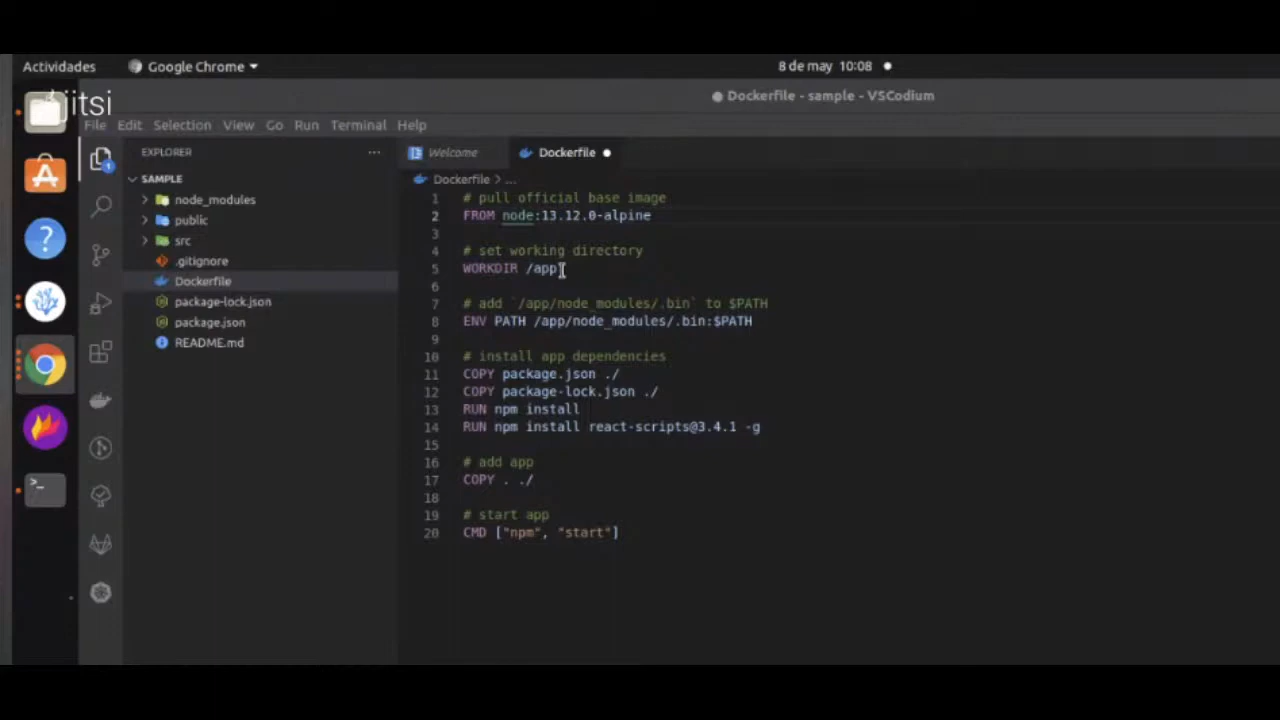 Actividades
Google Chrome
8 de may 10:08
jitsi
Dockerfile - sample - VSCodium
File Edit Selection View Go Run Terminal Help
EXPLORER
...
Welcome
Dockerfile
SAMPLE
node_modules
public
src
.gitignore
Dockerfile
package-lock.json
package.json
README.md
1
Dockerfile > ...
1 # pull official base image
2 FROM node:13.12.0-alpine
3
4 # set working directory
5 WORKDIR /app
6
7 # add `/app/node_modules/.bin` to $PATH
8 ENV PATH /app/node_modules/.bin:$PATH
9
10 # install app dependencies
11 COPY package.json ./
12 COPY package-lock.json ./
13 RUN npm install
14 RUN npm install react-scripts@3.4.1 -g
15
16 # add app
17 COPY . ./
18
19 # start app
20 CMD ["npm", "start"]